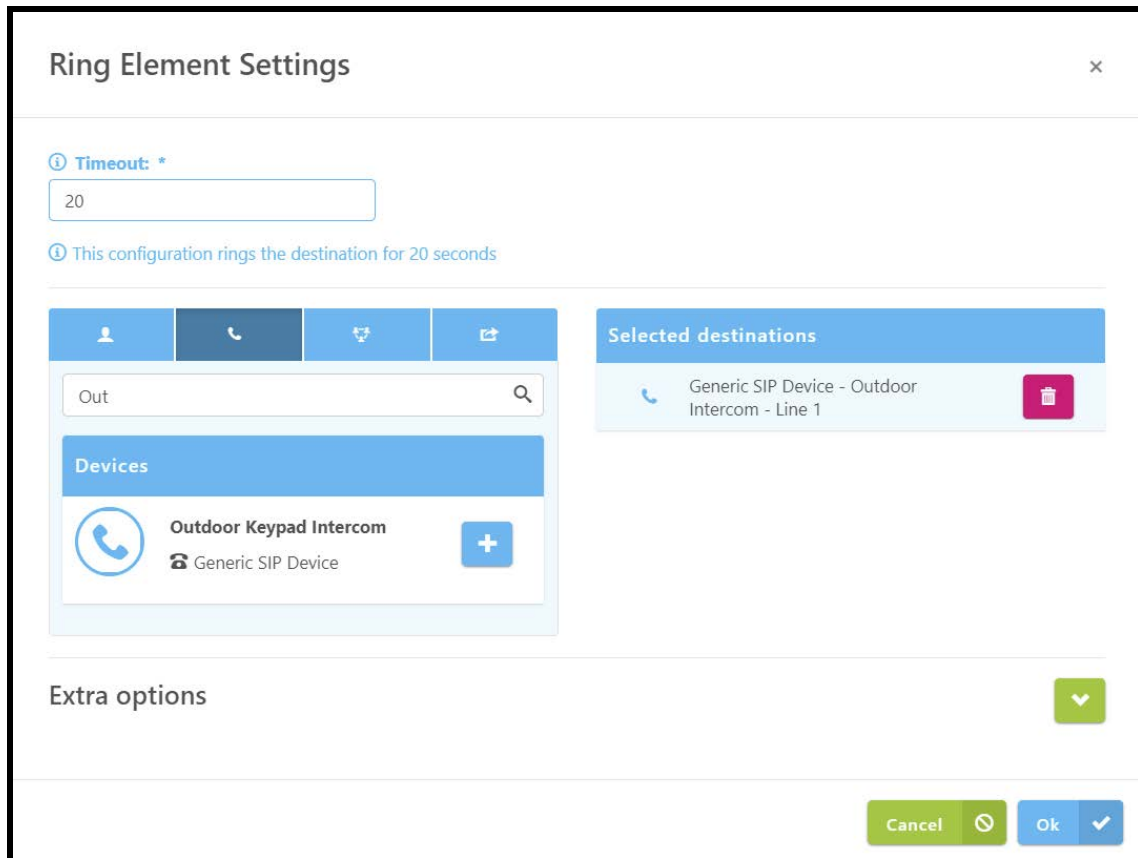 Ring Element Settings
Timeout: *
20
This configuration rings the destination for 20 seconds
Out
Devices
Outdoor Keypad Intercom
Generic SIP Device
Selected destinations
Generic SIP Device - Outdoor
Intercom - Line 1
Extra options
Cancel
Ok